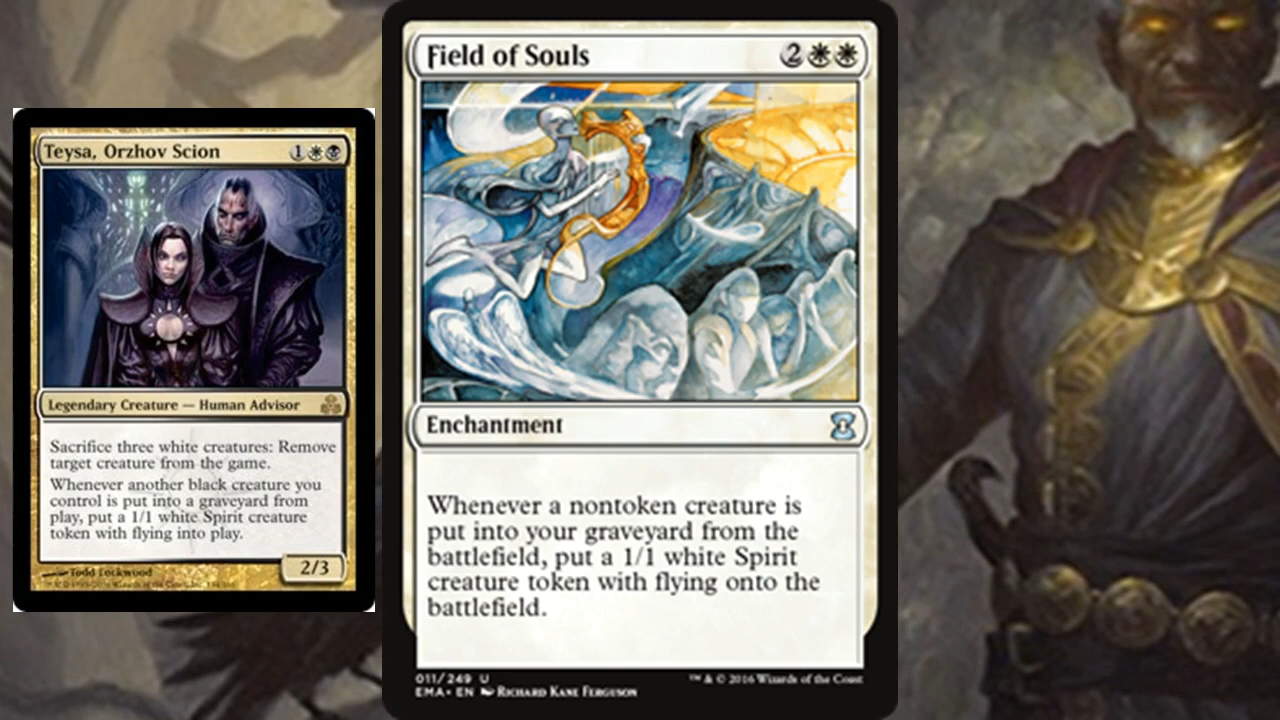 Teysa, Orzhov Scion 1
Legendary Creature — Human Advisor
Sacrifice three white creatures: Remove
target creature from the game.
Whenever another black creature you
control is put into a graveyard from
play, put a 1/1 white Spirit creature
token with flying into play.
2/3
Todd Lockwood
Field of Souls 2
Enchantment
Whenever a nontoken creature is
put into your graveyard from the
battlefield, put a 1/1 white Spirit
creature token with flying onto the
battlefield.
011/249 U
EMA • EN Richard Kane Ferguson
™ & © 2016 Wizards of the Coast